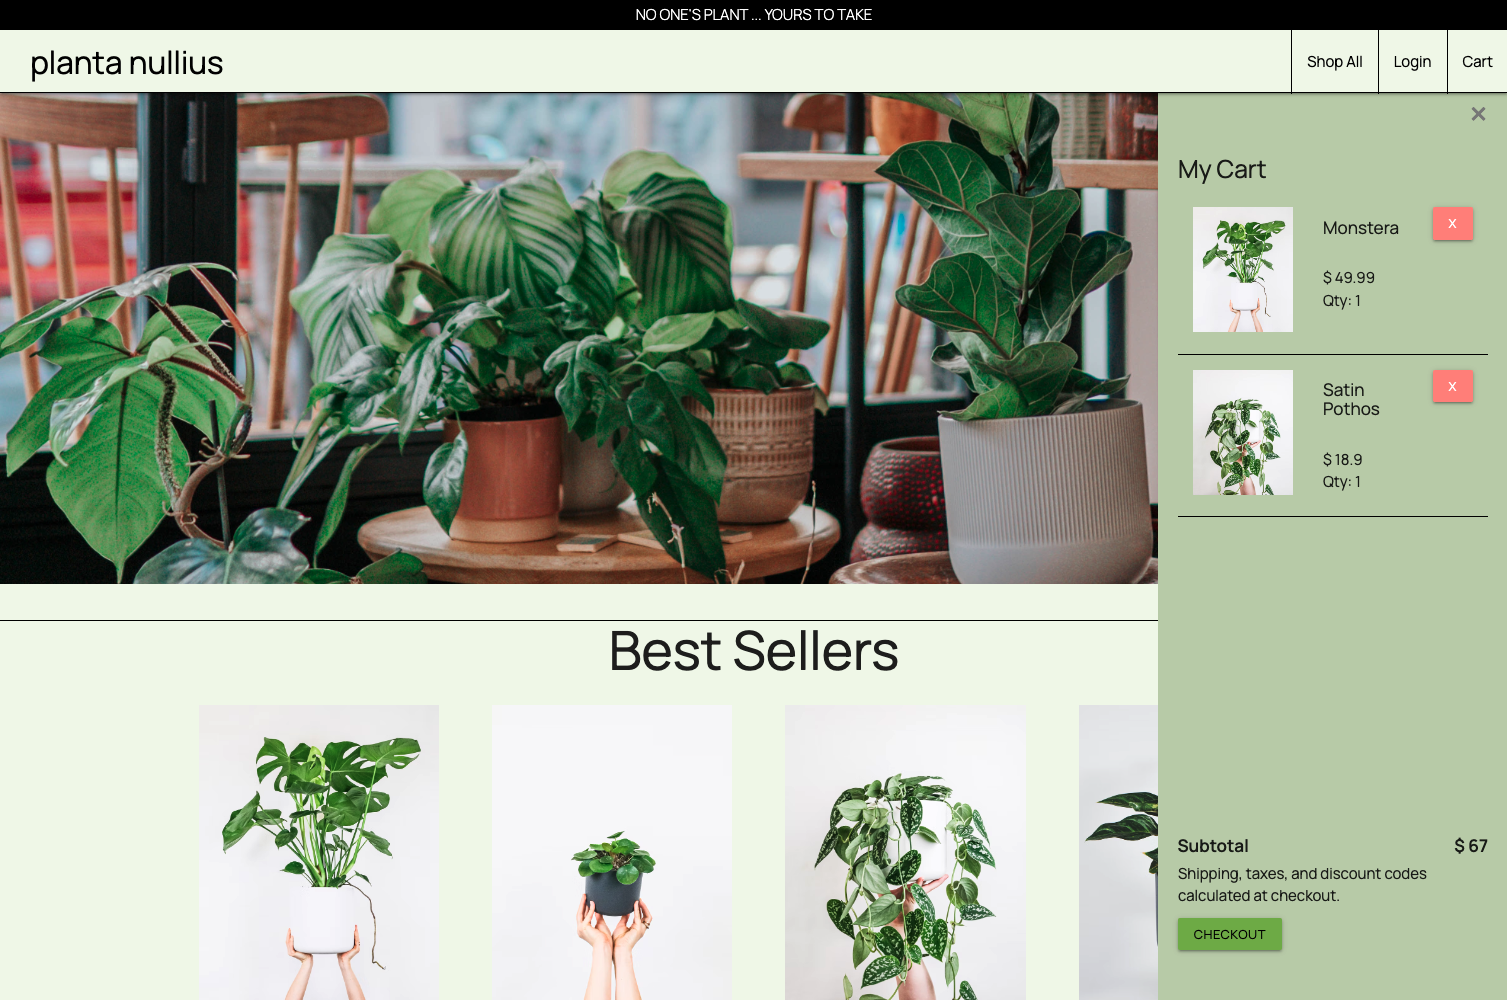 NO ONE'S PLANT ... YOURS TO TAKE
planta nullius
Shop All
Login
Cart
×
My Cart
Monstera
X
$ 49.99
Qty: 1
Satin
Pothos
X
$ 18.9
Qty: 1
Best Sellers
Subtotal
$ 67
Shipping, taxes, and discount codes
calculated at checkout.
CHECKOUT